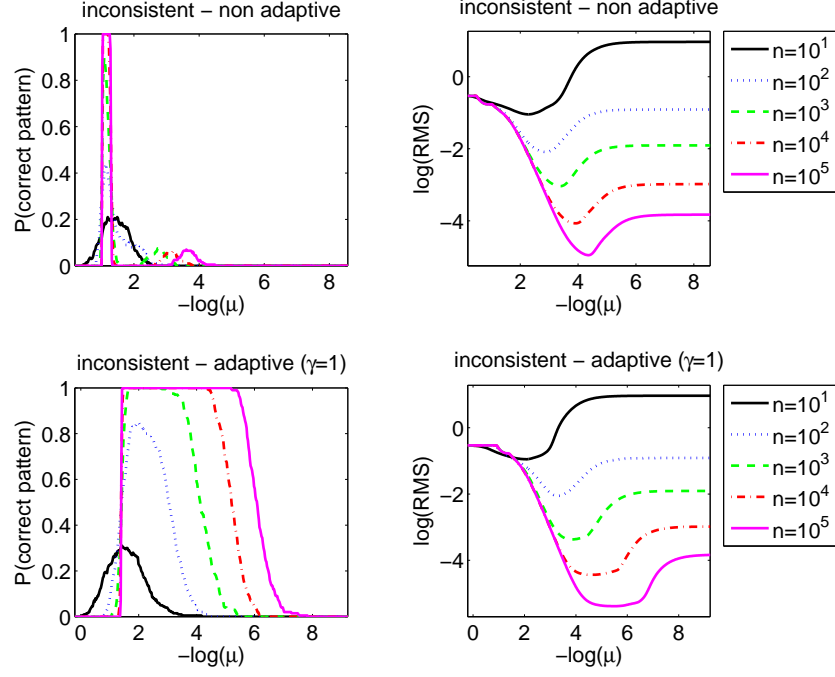 inconsistent − non adaptive
P(correct pattern)
1
0.8
0.6
0.4
0.2
0
2 4 6 8
−log(μ)
inconsistent − non adaptive
log(RMS)
0
−2
−4
2 4 6 8
−log(μ)
n=10^1
n=10^2
n=10^3
n=10^4
n=10^5
inconsistent − adaptive (γ=1)
P(correct pattern)
1
0.8
0.6
0.4
0.2
0
0 2 4 6 8
−log(μ)
inconsistent − adaptive (γ=1)
log(RMS)
0
−2
−4
0 2 4 6 8
−log(μ)
n=10^1
n=10^2
n=10^3
n=10^4
n=10^5